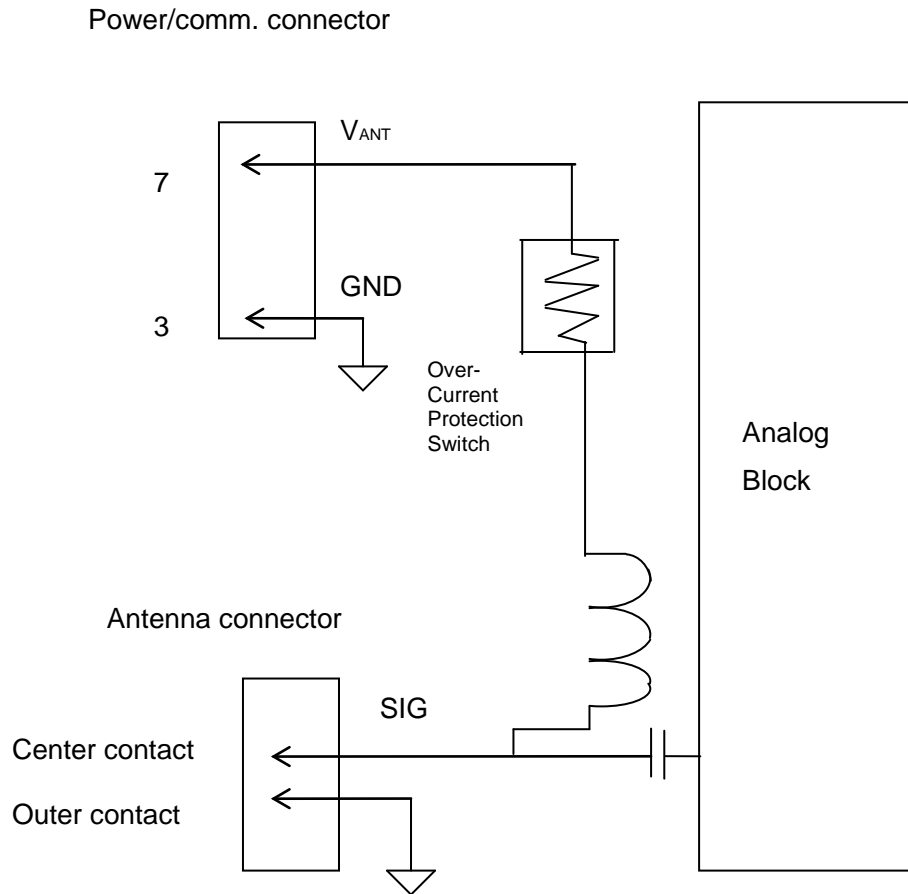 Power/comm. connector
VANT
7
GND
3
Over-
Current
Protection
Switch
Analog
Block
Antenna connector
SIG
Center contact
Outer contact